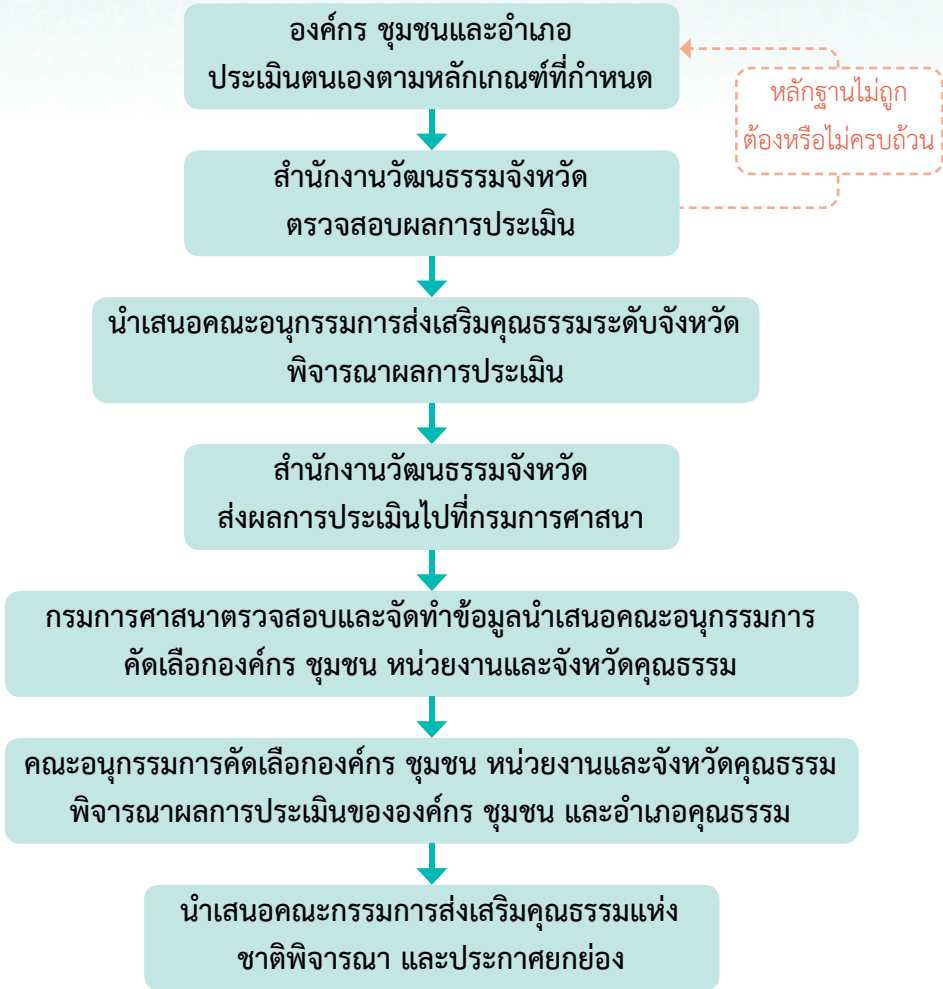 องค์กร ชุมชนและอำเภอ
ประเมินตนเองตามหลักเกณฑ์ที่กำหนด
หลักฐานไม่ถูก
ต้องหรือไม่ครบถ้วน
สำนักงานวัฒนธรรมจังหวัด
ตรวจสอบผลการประเมิน
นำเสนอคณะอนุกรรมการส่งเสริมคุณธรรมระดับจังหวัด
พิจารณาผลการประเมิน
สำนักงานวัฒนธรรมจังหวัด
ส่งผลการประเมินไปที่กรมการศาสนา
กรมการศาสนาตรวจสอบและจัดทำข้อมูลนำเสนอคณะอนุกรรมการ
คัดเลือกองค์กร ชุมชน หน่วยงานและจังหวัดคุณธรรม
คณะอนุกรรมการคัดเลือกองค์กร ชุมชน หน่วยงานและจังหวัดคุณธรรม
พิจารณาผลการประเมินขององค์กร ชุมชน และอำเภอคุณธรรม
นำเสนอคณะกรรมการส่งเสริมคุณธรรมแห่ง
ชาติพิจารณา และประกาศยกย่อง